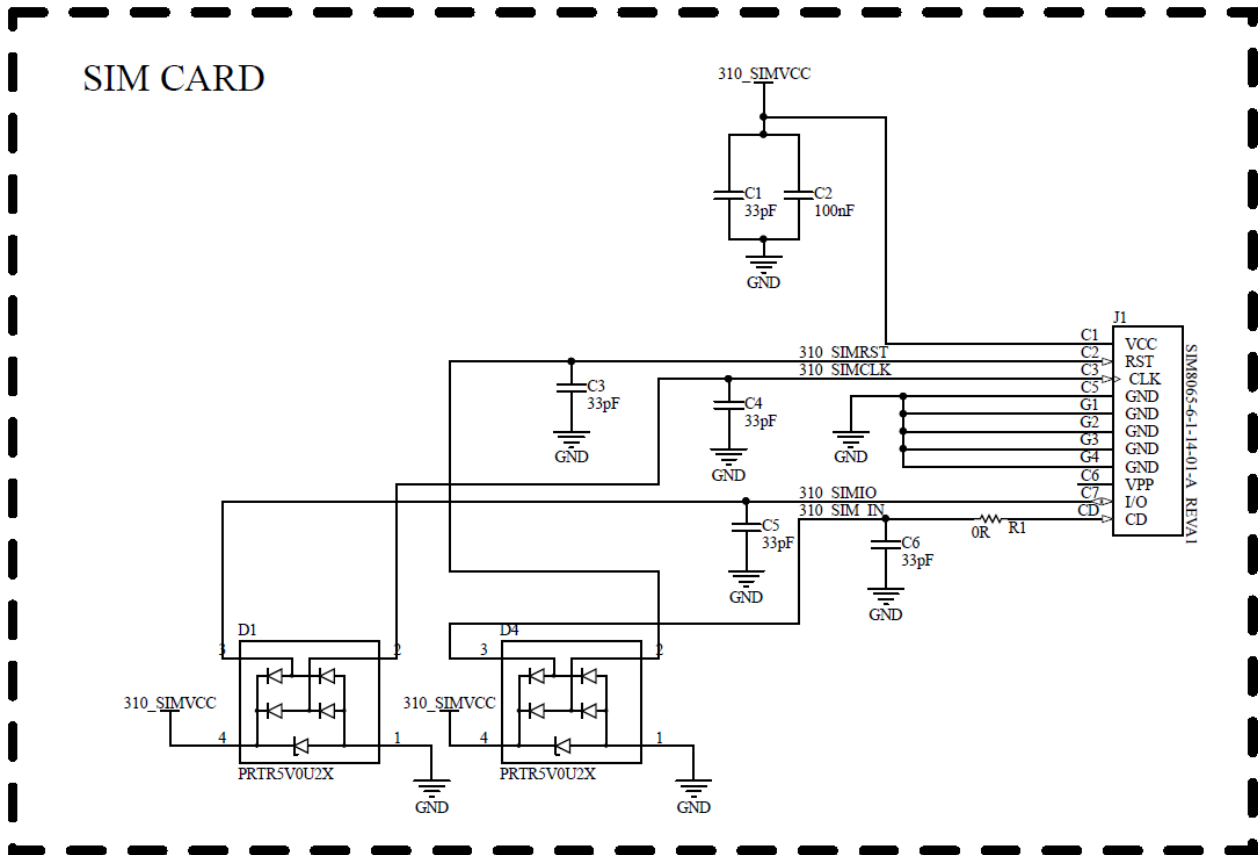 SIM CARD
310_SIMVCC
C1
33pF
C2
100nF
GND
J1
C1
VCC
310_SIMRST
C2
RST
310_SIMCLK
C3
CLK
C5
GND
G1
GND
G2
GND
G3
GND
G4
GND
C6
VPP
310_SIMIO
C7
I/O
310_SIM_IN
CD
CD
SIM8065-6-1-14-01-A REVA1
C3
33pF
GND
C4
33pF
GND
GND
C5
33pF
GND
0R
R1
C6
33pF
GND
D1
3
2
310_SIMVCC
4
1
PRTR5V0U2X
GND
D4
3
2
310_SIMVCC
4
1
PRTR5V0U2X
GND